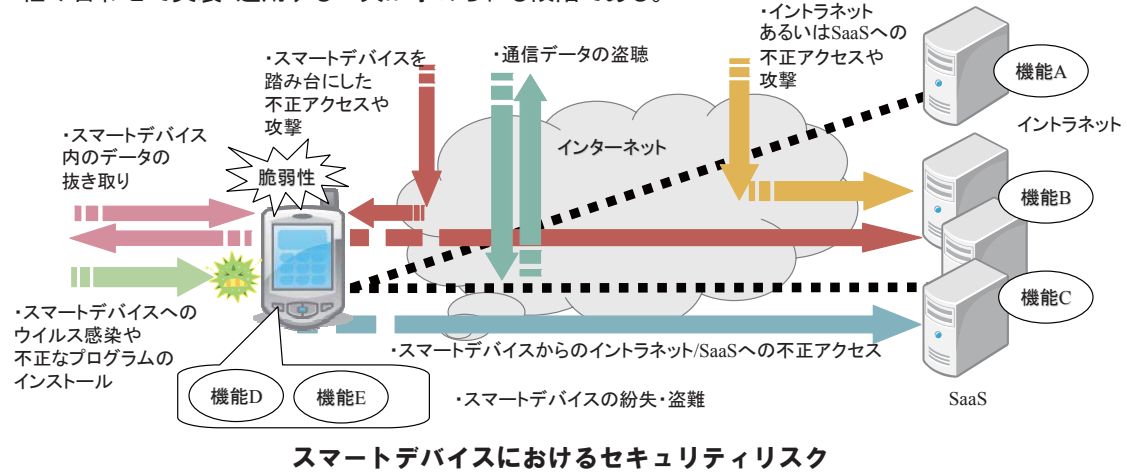 ・スマートデバイスを
踏み台にした
不正アクセスや
攻撃
・通信データの盗聴
・イントラネット
あるいはSaaSへの
不正アクセスや
攻撃
機能A
イントラネット
・スマートデバイス
内のデータの
抜き取り
脆弱性
インターネット
機能B
機能C
・スマートデバイスへの
ウイルス感染や
不正なプログラムの
インストール
・スマートデバイスからのイントラネット/SaaSへの不正アクセス
機能D
機能E
・スマートデバイスの紛失・盗難
SaaS
スマートデバイスにおけるセキュリティリスク